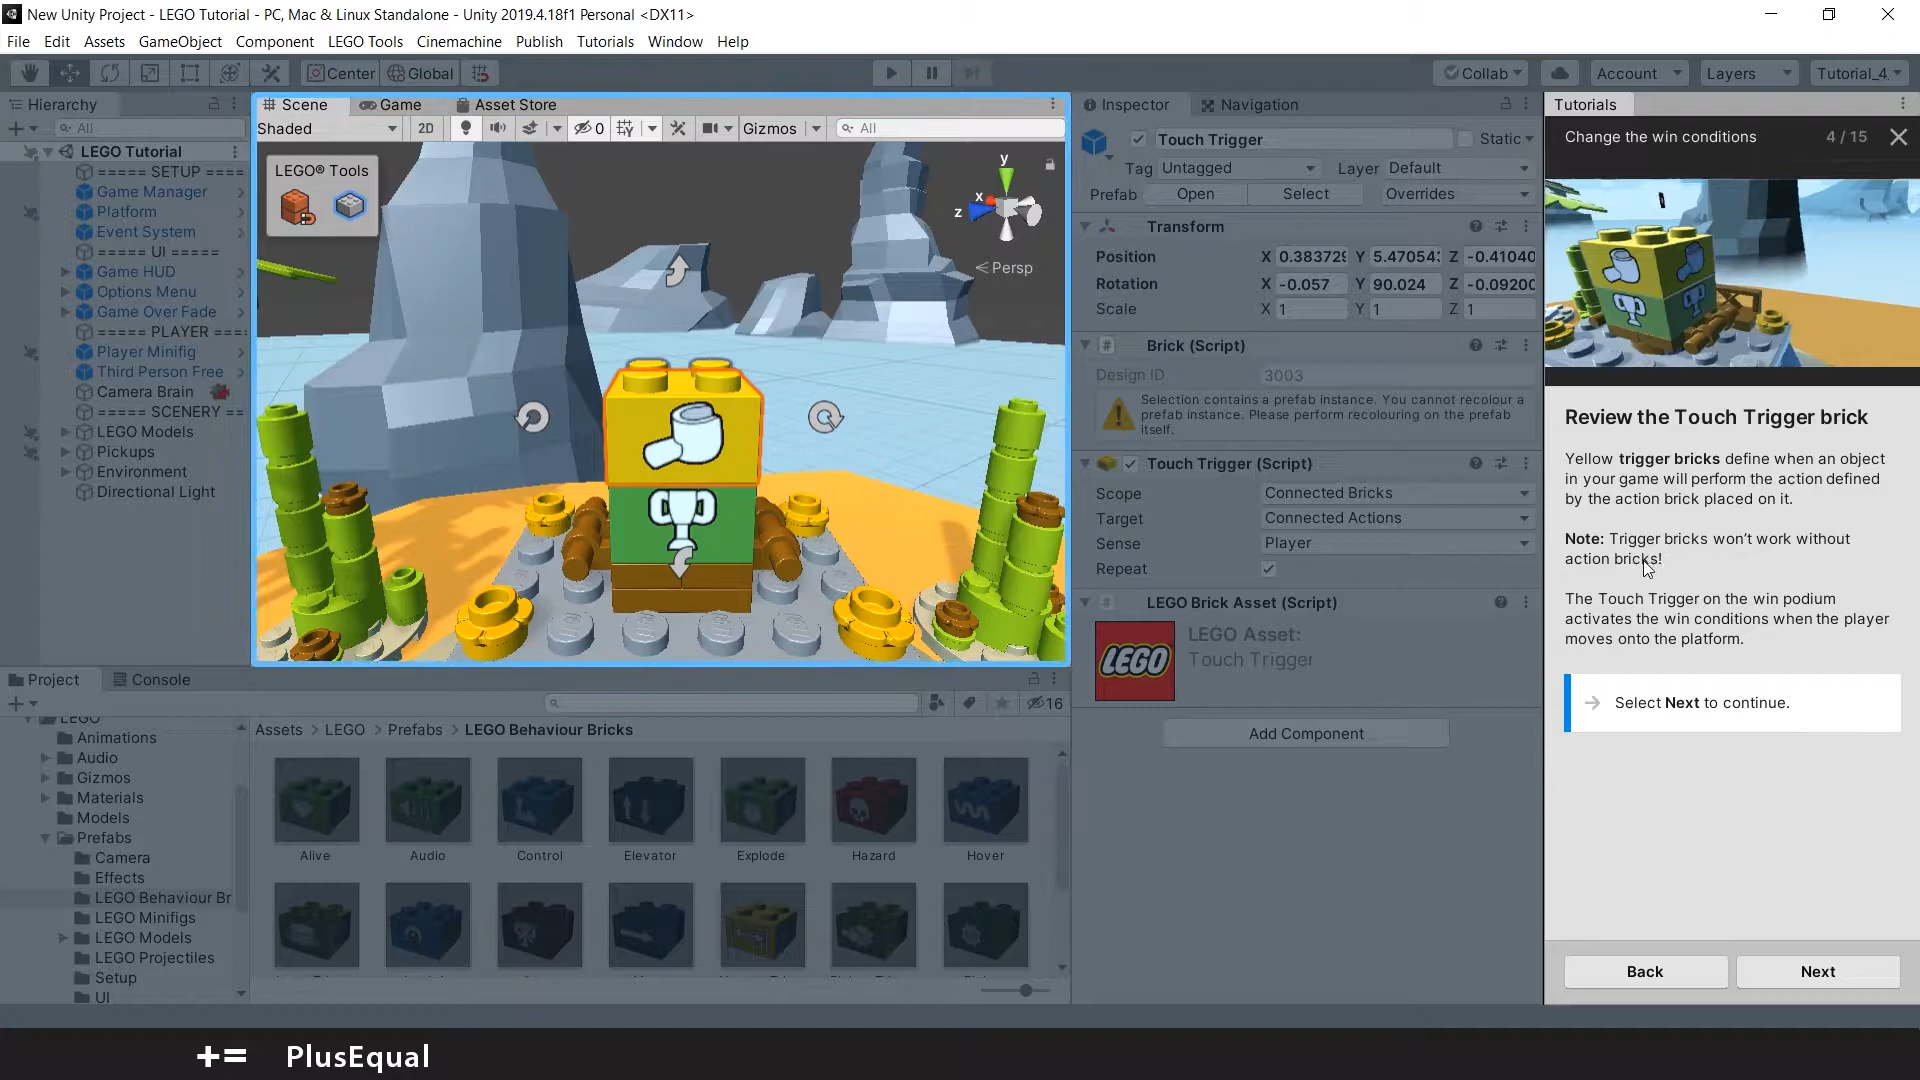 New Unity Project - LEGO Tutorial - PC, Mac & Linux Standalone - Unity 2019.4.18f1 Personal <DX11>
File Edit Assets GameObject Component LEGO Tools Cinemachine Publish Tutorials Window Help
Center Global Collab Account Layers Tutorial_4
Hierarchy
All
LEGO Tutorial
===== SETUP ====
Game Manager
Platform
Event System
===== UI =====
Game HUD
Options Menu
Game Over Fade
===== PLAYER ===
Player Minifig
Third Person Free
Camera Brain
===== SCENERY ==
LEGO Models
Pickups
Environment
Directional Light
Scene Game Asset Store
Shaded 2D 0 Gizmos All
LEGO® Tools
y
x
z
Persp
Inspector Navigation
Touch Trigger Static
Tag Untagged Layer Default
Prefab Open Select Overrides
Transform
Position X 0.383729 Y 5.47054 Z -0.41040
Rotation X -0.057 Y 90.024 Z -0.0920
Scale X 1 Y 1 Z 1
Brick (Script)
Design ID 3003
Selection contains a prefab instance. You cannot recolour a
prefab instance. Please perform recolouring on the prefab
itself.
Touch Trigger (Script)
Scope Connected Bricks
Target Connected Actions
Sense Player
Repeat
LEGO Brick Asset (Script)
LEGO
LEGO Asset:
Touch Trigger
Add Component
Tutorials
Change the win conditions 4 / 15
Review the Touch Trigger brick
Yellow trigger bricks define when an object
in your game will perform the action defined
by the action brick placed on it.
Note: Trigger bricks won't work without
action bricks!
The Touch Trigger on the win podium
activates the win conditions when the player
moves onto the platform.
Select Next to continue.
Back Next
Project Console
16
LEGO
Animations
Audio
Gizmos
Materials
Models
Prefabs
Camera
Effects
LEGO Behaviour Br
LEGO Minifigs
LEGO Models
LEGO Projectiles
Setup
UI
Assets > LEGO > Prefabs > LEGO Behaviour Bricks
Alive Audio Control Elevator Explode Hazard Hover
+= PlusEqual